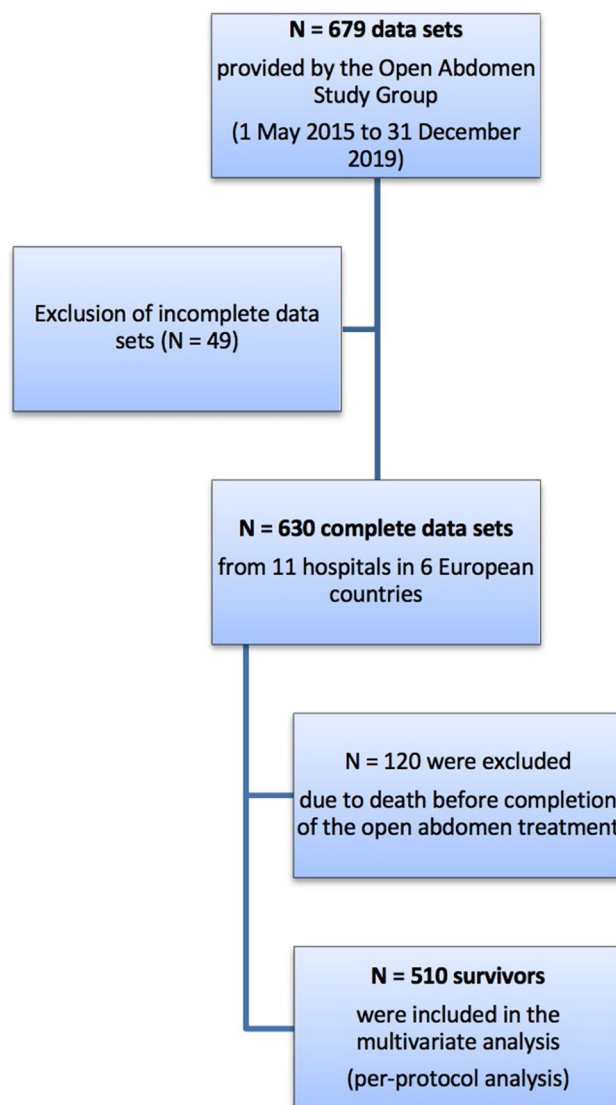 N = 679 data sets
provided by the Open Abdomen
Study Group
(1 May 2015 to 31 December
2019)
Exclusion of incomplete data
sets (N = 49)
N = 630 complete data sets
from 11 hospitals in 6 European
countries
N = 120 were excluded
due to death before completion
of the open abdomen treatment
N = 510 survivors
were included in the
multivariate analysis
(per-protocol analysis)